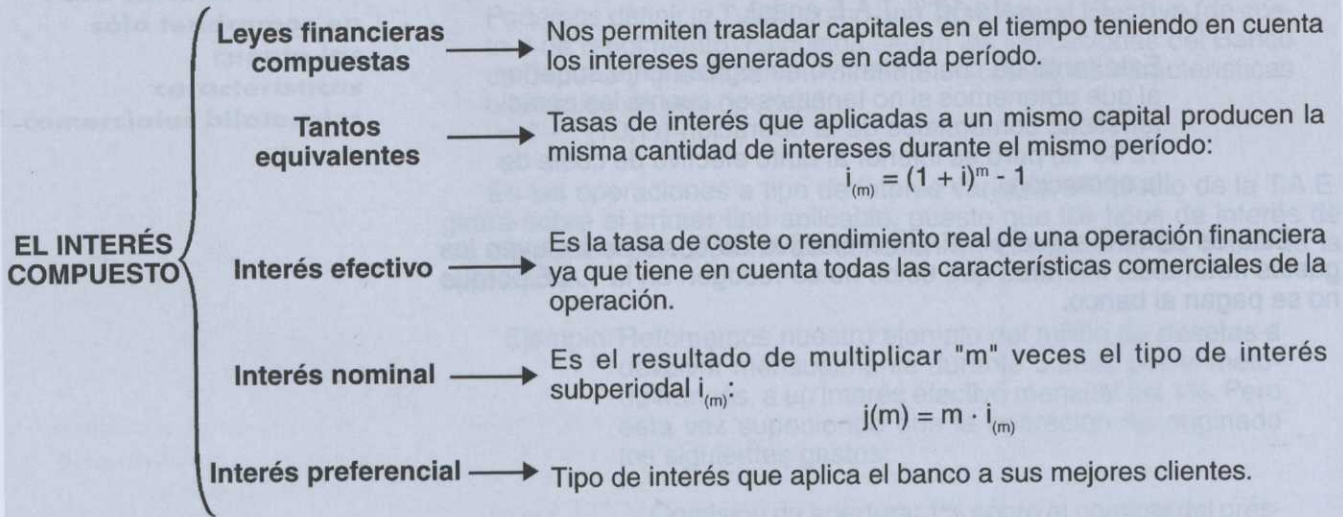 Leyes financieras
compuestas
Nos permiten trasladar capitales en el tiempo teniendo en cuenta
los intereses generados en cada período.
Tantos
equivalentes
Tasas de interés que aplicadas a un mismo capital producen la
misma cantidad de intereses durante el mismo período:
i(m) = (1 + i)m - 1
EL INTERÉS
COMPUESTO
Interés efectivo
Es la tasa de coste o rendimiento real de una operación financiera
ya que tiene en cuenta todas las características comerciales de la
operación.
Interés nominal
Es el resultado de multiplicar "m" veces el tipo de interés
subperiodal i(m):
j(m) = m · i(m)
Interés preferencial
Tipo de interés que aplica el banco a sus mejores clientes.